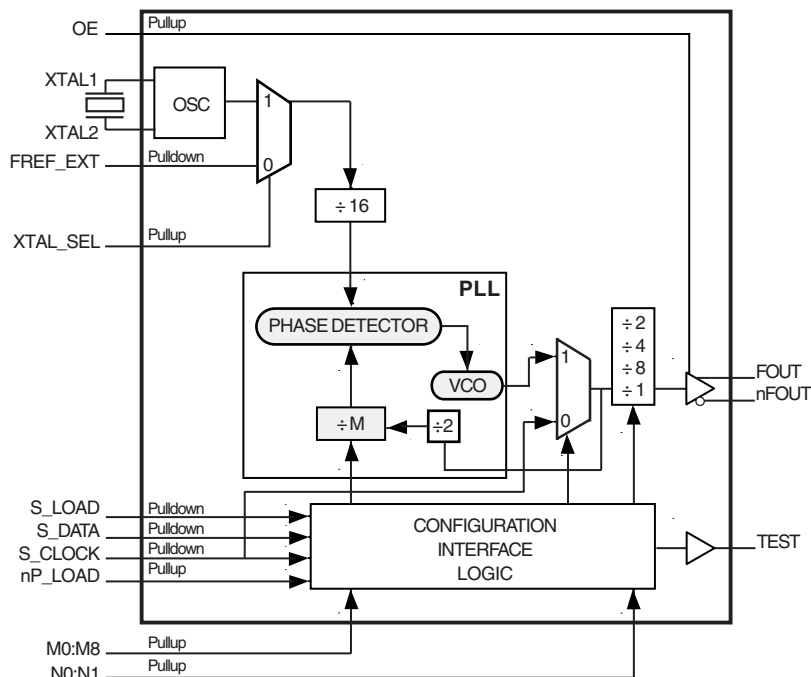 OE Pullup
XTAL1
OSC
XTAL2
1
0
FREF_EXT Pulldown
÷ 16
XTAL_SEL Pullup
PLL
PHASE DETECTOR
VCO
÷ M
÷2
1
0
÷ 2
÷ 4
÷ 8
÷ 1
FOUT
nFOUT
S_LOAD Pulldown
S_DATA Pulldown
S_CLOCK Pulldown
nP_LOAD Pullup
CONFIGURATION
INTERFACE
LOGIC
TEST
M0:M8 Pullup
N0:N1 Pullup